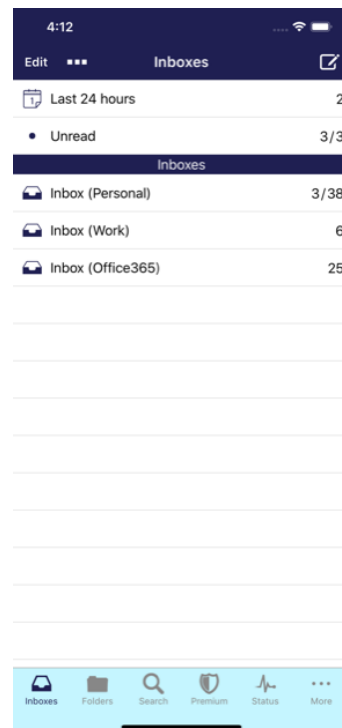 4:12
Edit Inboxes
1 Last 24 hours 2
Unread 3/3
Inboxes
Inbox (Personal) 3/38
Inbox (Work) 6
Inbox (Office365) 25
Inboxes Folders Search Premium Status More